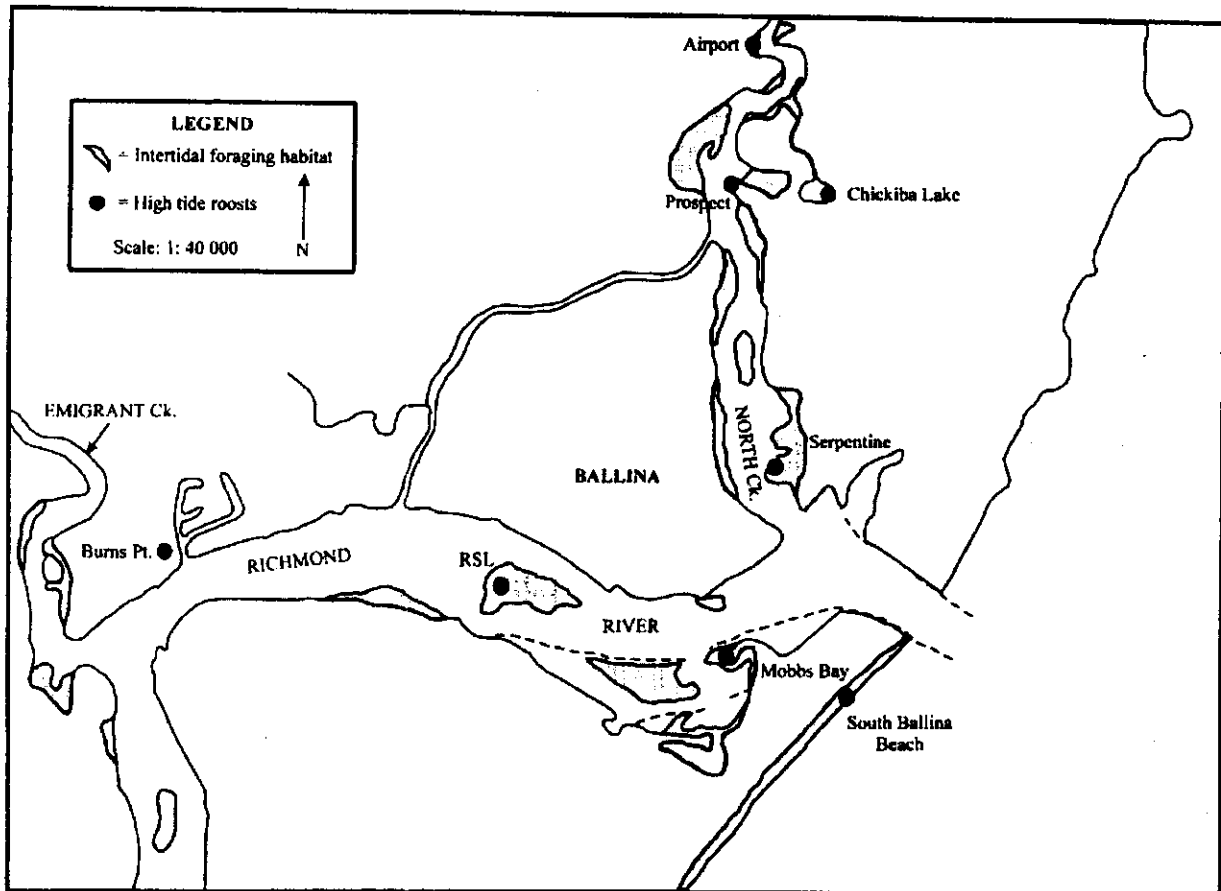 Airport
LEGEND
= Intertidal foraging habitat
= High tide roosts
Scale: 1: 40 000
N
Prospect
Chickiba Lake
EMIGRANT Ck.
NORTH Ck.
Serpentine
BALLINA
Burns Pt.
RICHMOND
RSL
RIVER
Mobbs Bay
South Ballina
Beach